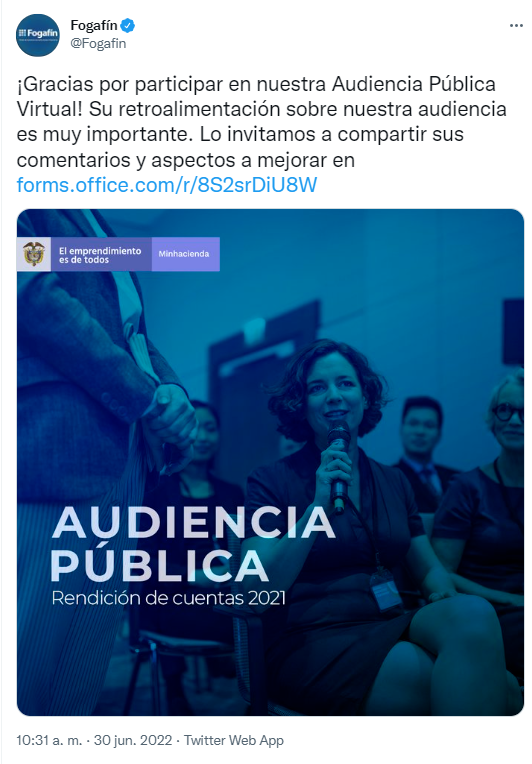 Fogafín
Fogafín
@Fogafin
¡Gracias por participar en nuestra Audiencia Pública
Virtual! Su retroalimentación sobre nuestra audiencia
es muy importante. Lo invitamos a compartir sus
comentarios y aspectos a mejorar en
forms.office.com/r/8S2srDiU8W
El emprendimiento
es de todos
Minhacienda
AUDIENCIA
PÚBLICA
Rendición de cuentas 2021
10:31 a. m. · 30 jun. 2022 · Twitter Web App